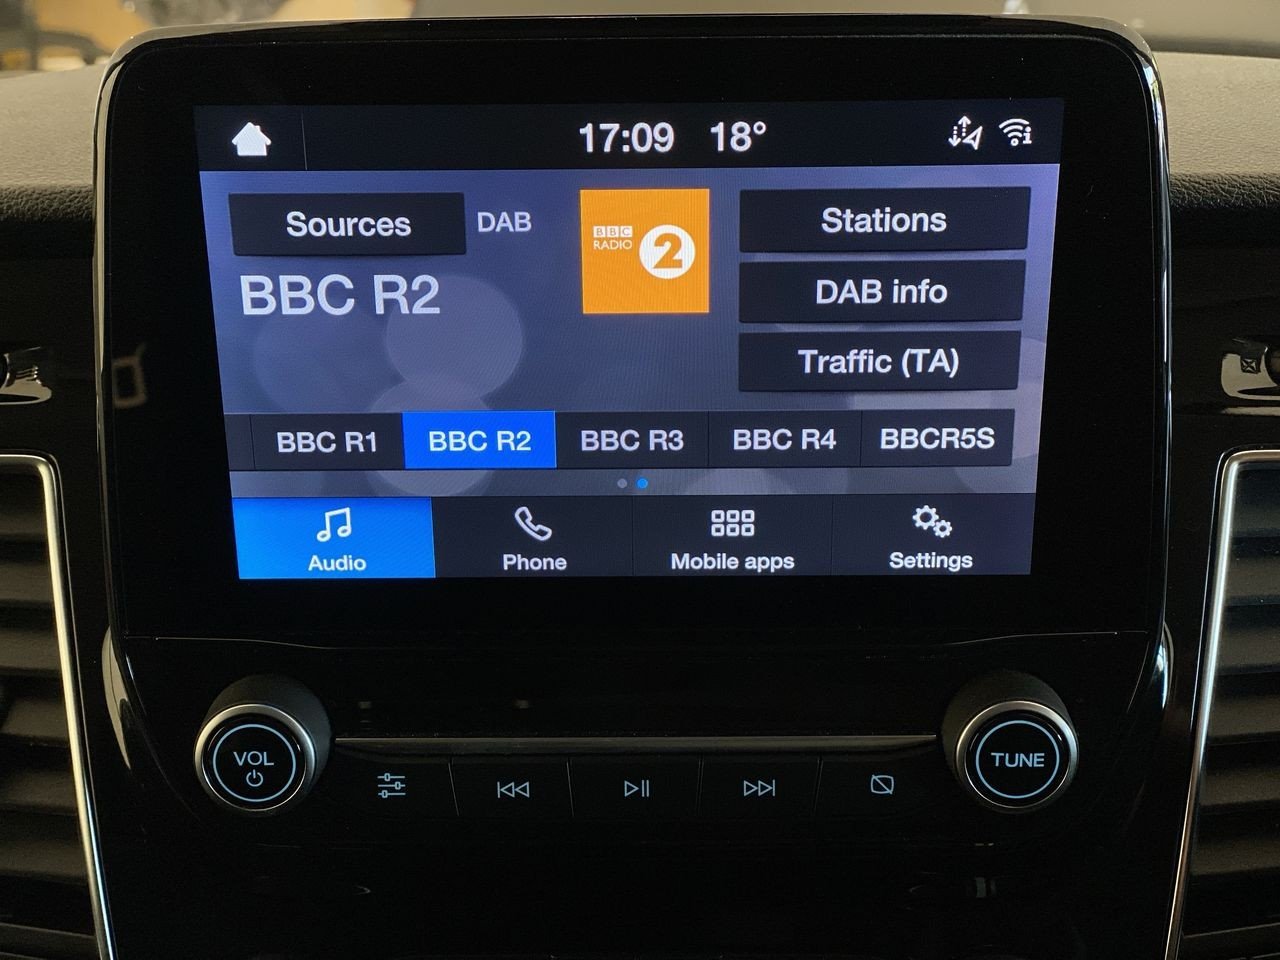 17:09 18°
Sources DAB
BBC
RADIO 2
Stations
BBC R2
DAB info
Traffic (TA)
BBC R1 BBC R2 BBC R3 BBC R4 BBCR5S
Audio Phone Mobile apps Settings
VOL
TUNE